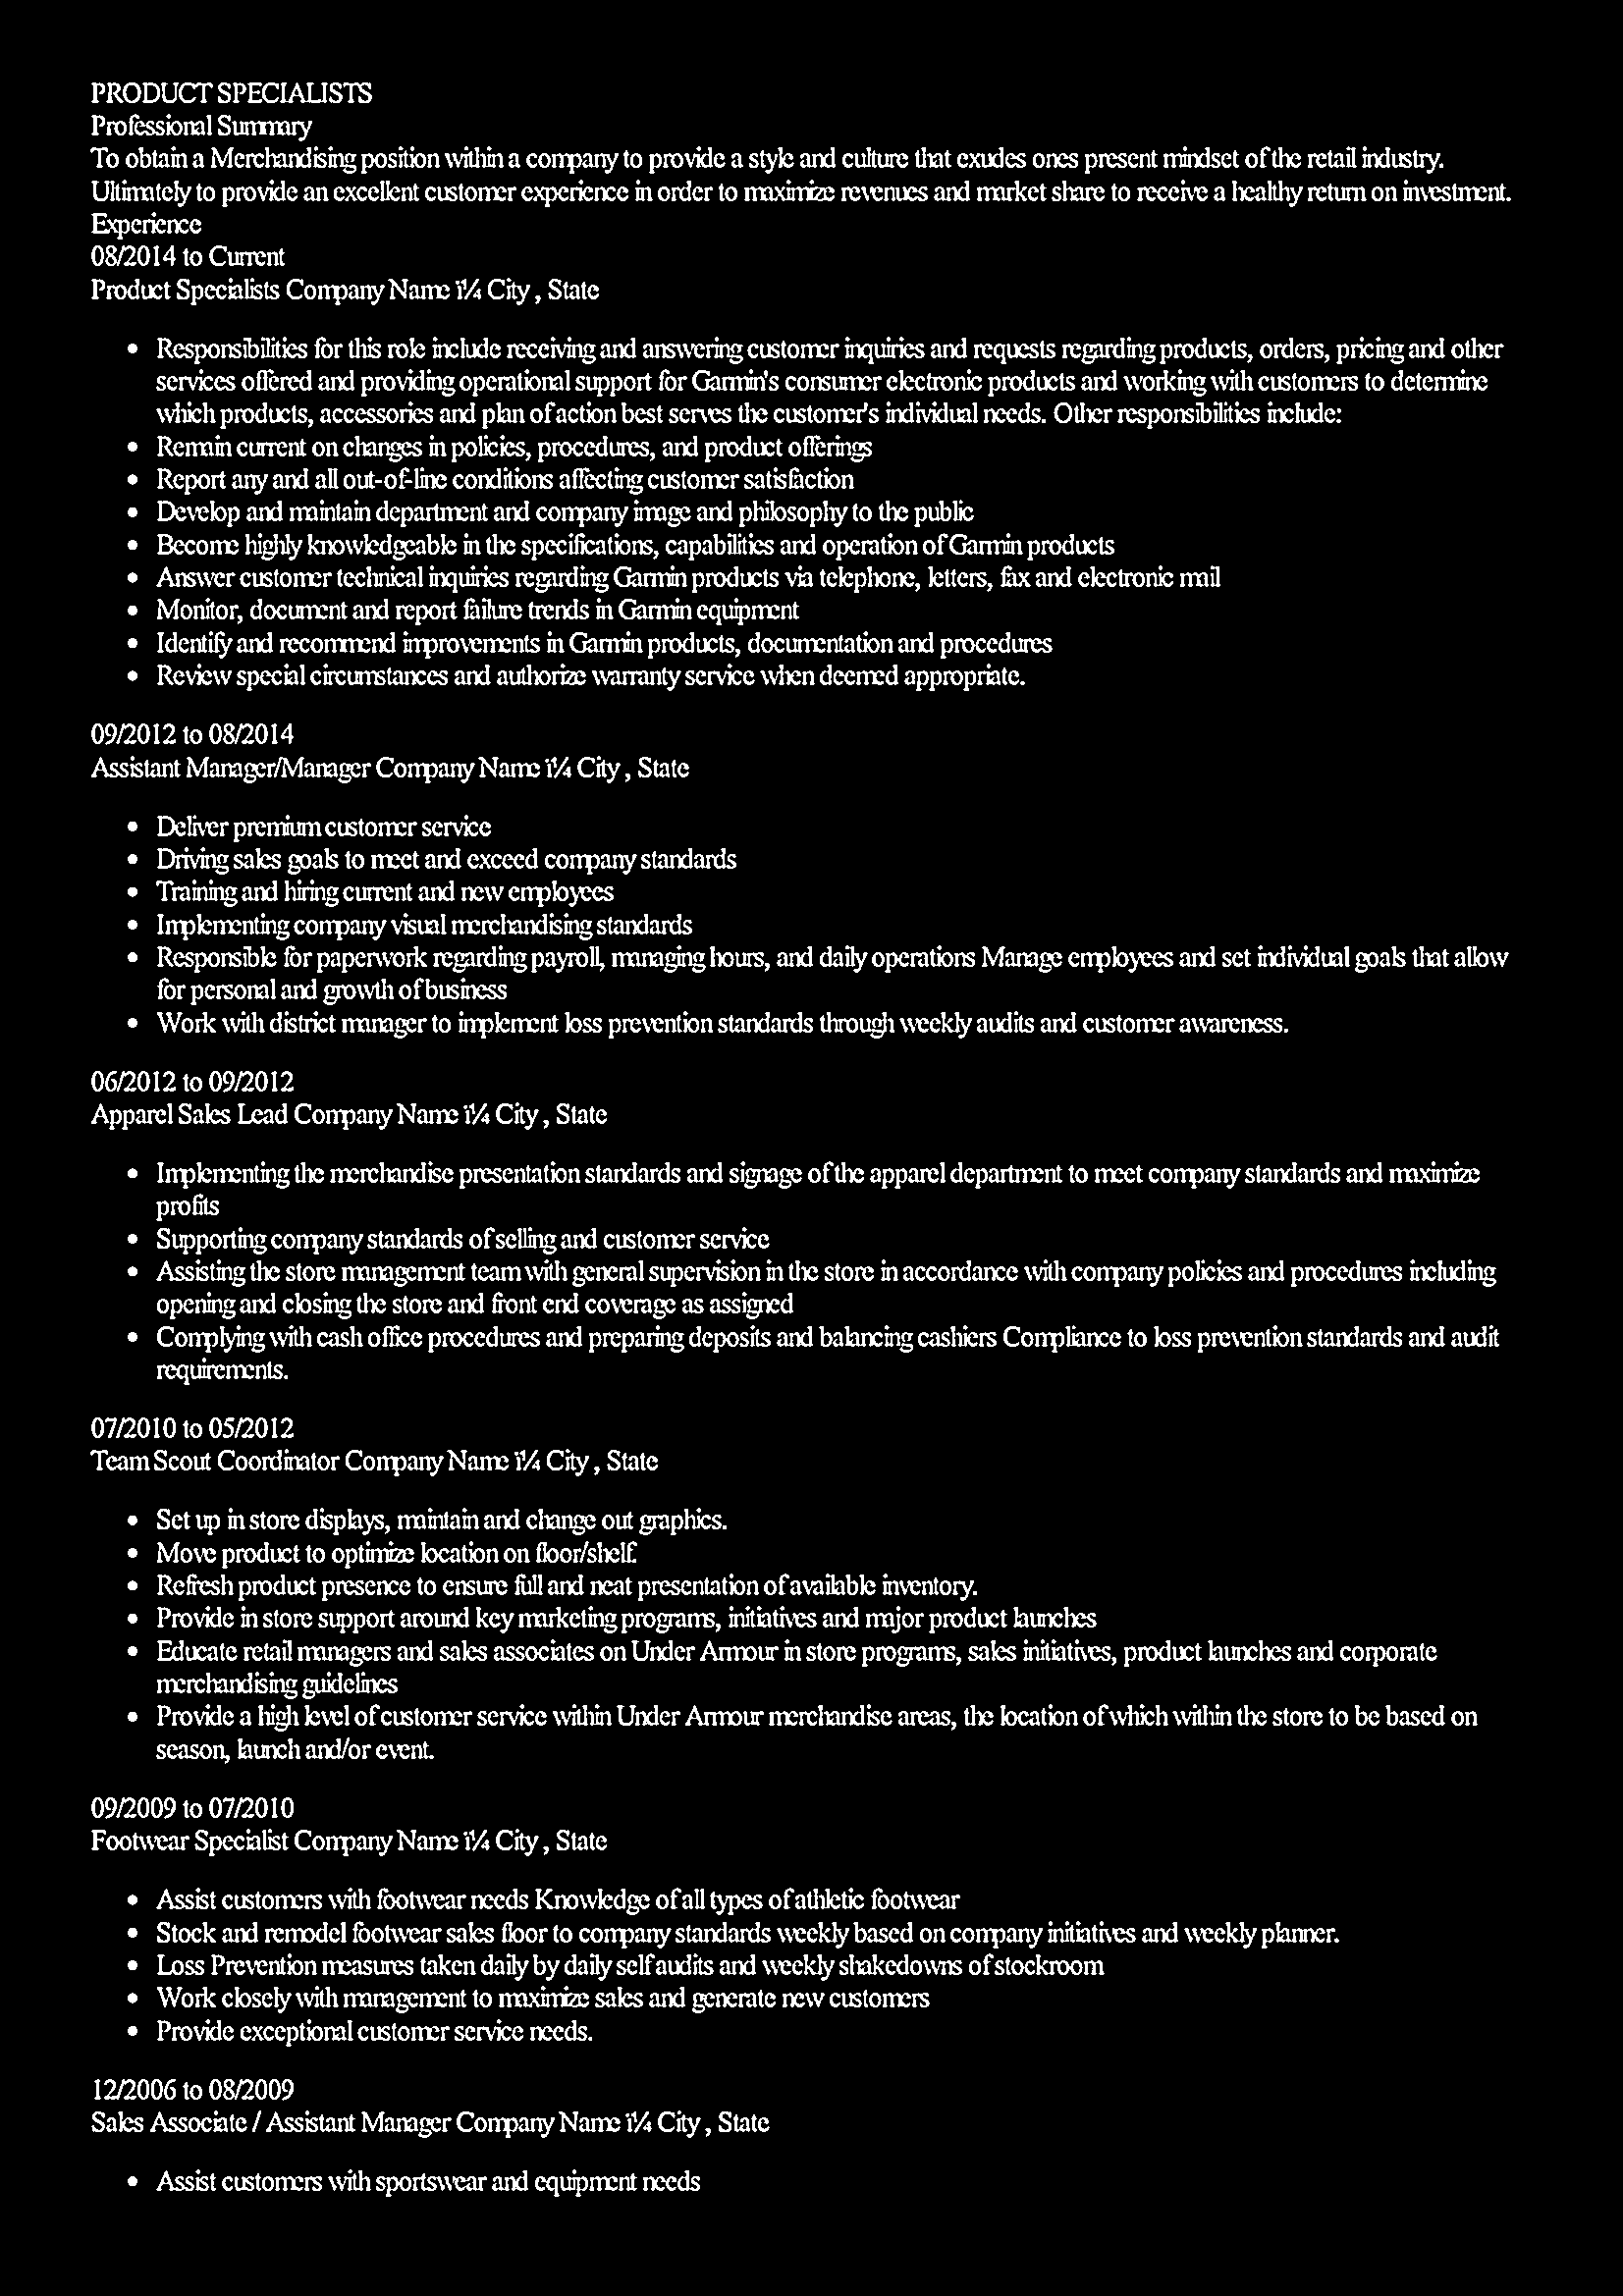 PRODUCT SPECIALISTS
Professional Summary
To obtain a Merchandising position within a company to provide a style and culture that exudes ones present mindset of the retail industry.
Ultimately to provide an excellent customer experience in order to maximize revenues and market share to receive a healthy return on investment.
Experience
08/2014 to Current
Product Specialists Company Name ï¼ City , State
• Responsibilities for this role include receiving and answering customer inquiries and requests regarding products, orders, pricing and other
services offered and providing operational support for Garmin's consumer electronic products and working with customers to determine
which products, accessories and plan of action best serves the customer's individual needs. Other responsibilities include:
• Remain current on changes in policies, procedures, and product offerings
• Report any and all out-of-line conditions affecting customer satisfaction
• Develop and maintain department and company image and philosophy to the public
• Become highly knowledgeable in the specifications, capabilities and operation of Garmin products
• Answer customer technical inquiries regarding Garmin products via telephone, letters, fax and electronic mail
• Monitor, document and report failure trends in Garmin equipment
• Identify and recommend improvements in Garmin products, documentation and procedures
• Review special circumstances and authorize warranty service when deemed appropriate.
09/2012 to 08/2014
Assistant Manager/Manager Company Name ï¼ City , State
• Deliver premium customer service
• Driving sales goals to meet and exceed company standards
• Training and hiring current and new employees
• Implementing company visual merchandising standards
• Responsible for paperwork regarding payroll, managing hours, and daily operations Manage employees and set individual goals that allow
for personal and growth of business
• Work with district manager to implement loss prevention standards through weekly audits and customer awareness.
06/2012 to 09/2012
Apparel Sales Lead Company Name ï¼ City , State
• Implementing the merchandise presentation standards and signage of the apparel department to meet company standards and maximize
profits
• Supporting company standards of selling and customer service
• Assisting the store management team with general supervision in the store in accordance with company policies and procedures including
opening and closing the store and front end coverage as assigned
• Complying with cash office procedures and preparing deposits and balancing cashiers Compliance to loss prevention standards and audit
requirements.
07/2010 to 05/2012
Team Scout Coordinator Company Name ï¼ City , State
• Set up in store displays, maintain and change out graphics.
• Move product to optimize location on floor/shelf.
• Refresh product presence to ensure full and neat presentation of available inventory.
• Provide in store support around key marketing programs, initiatives and major product launches
• Educate retail managers and sales associates on Under Armour in store programs, sales initiatives, product launches and corporate
merchandising guidelines
• Provide a high level of customer service within Under Armour merchandise areas, the location of which within the store to be based on
season, launch and/or event.
09/2009 to 07/2010
Footwear Specialist Company Name ï¼ City , State
• Assist customers with footwear needs Knowledge of all types of athletic footwear
• Stock and remodel footwear sales floor to company standards weekly based on company initiatives and weekly planner.
• Loss Prevention measures taken daily by daily self audits and weekly shakedowns of stockroom
• Work closely with management to maximize sales and generate new customers
• Provide exceptional customer service needs.
12/2006 to 08/2009
Sales Associate / Assistant Manager Company Name ï¼ City , State
• Assist customers with sportswear and equipment needs